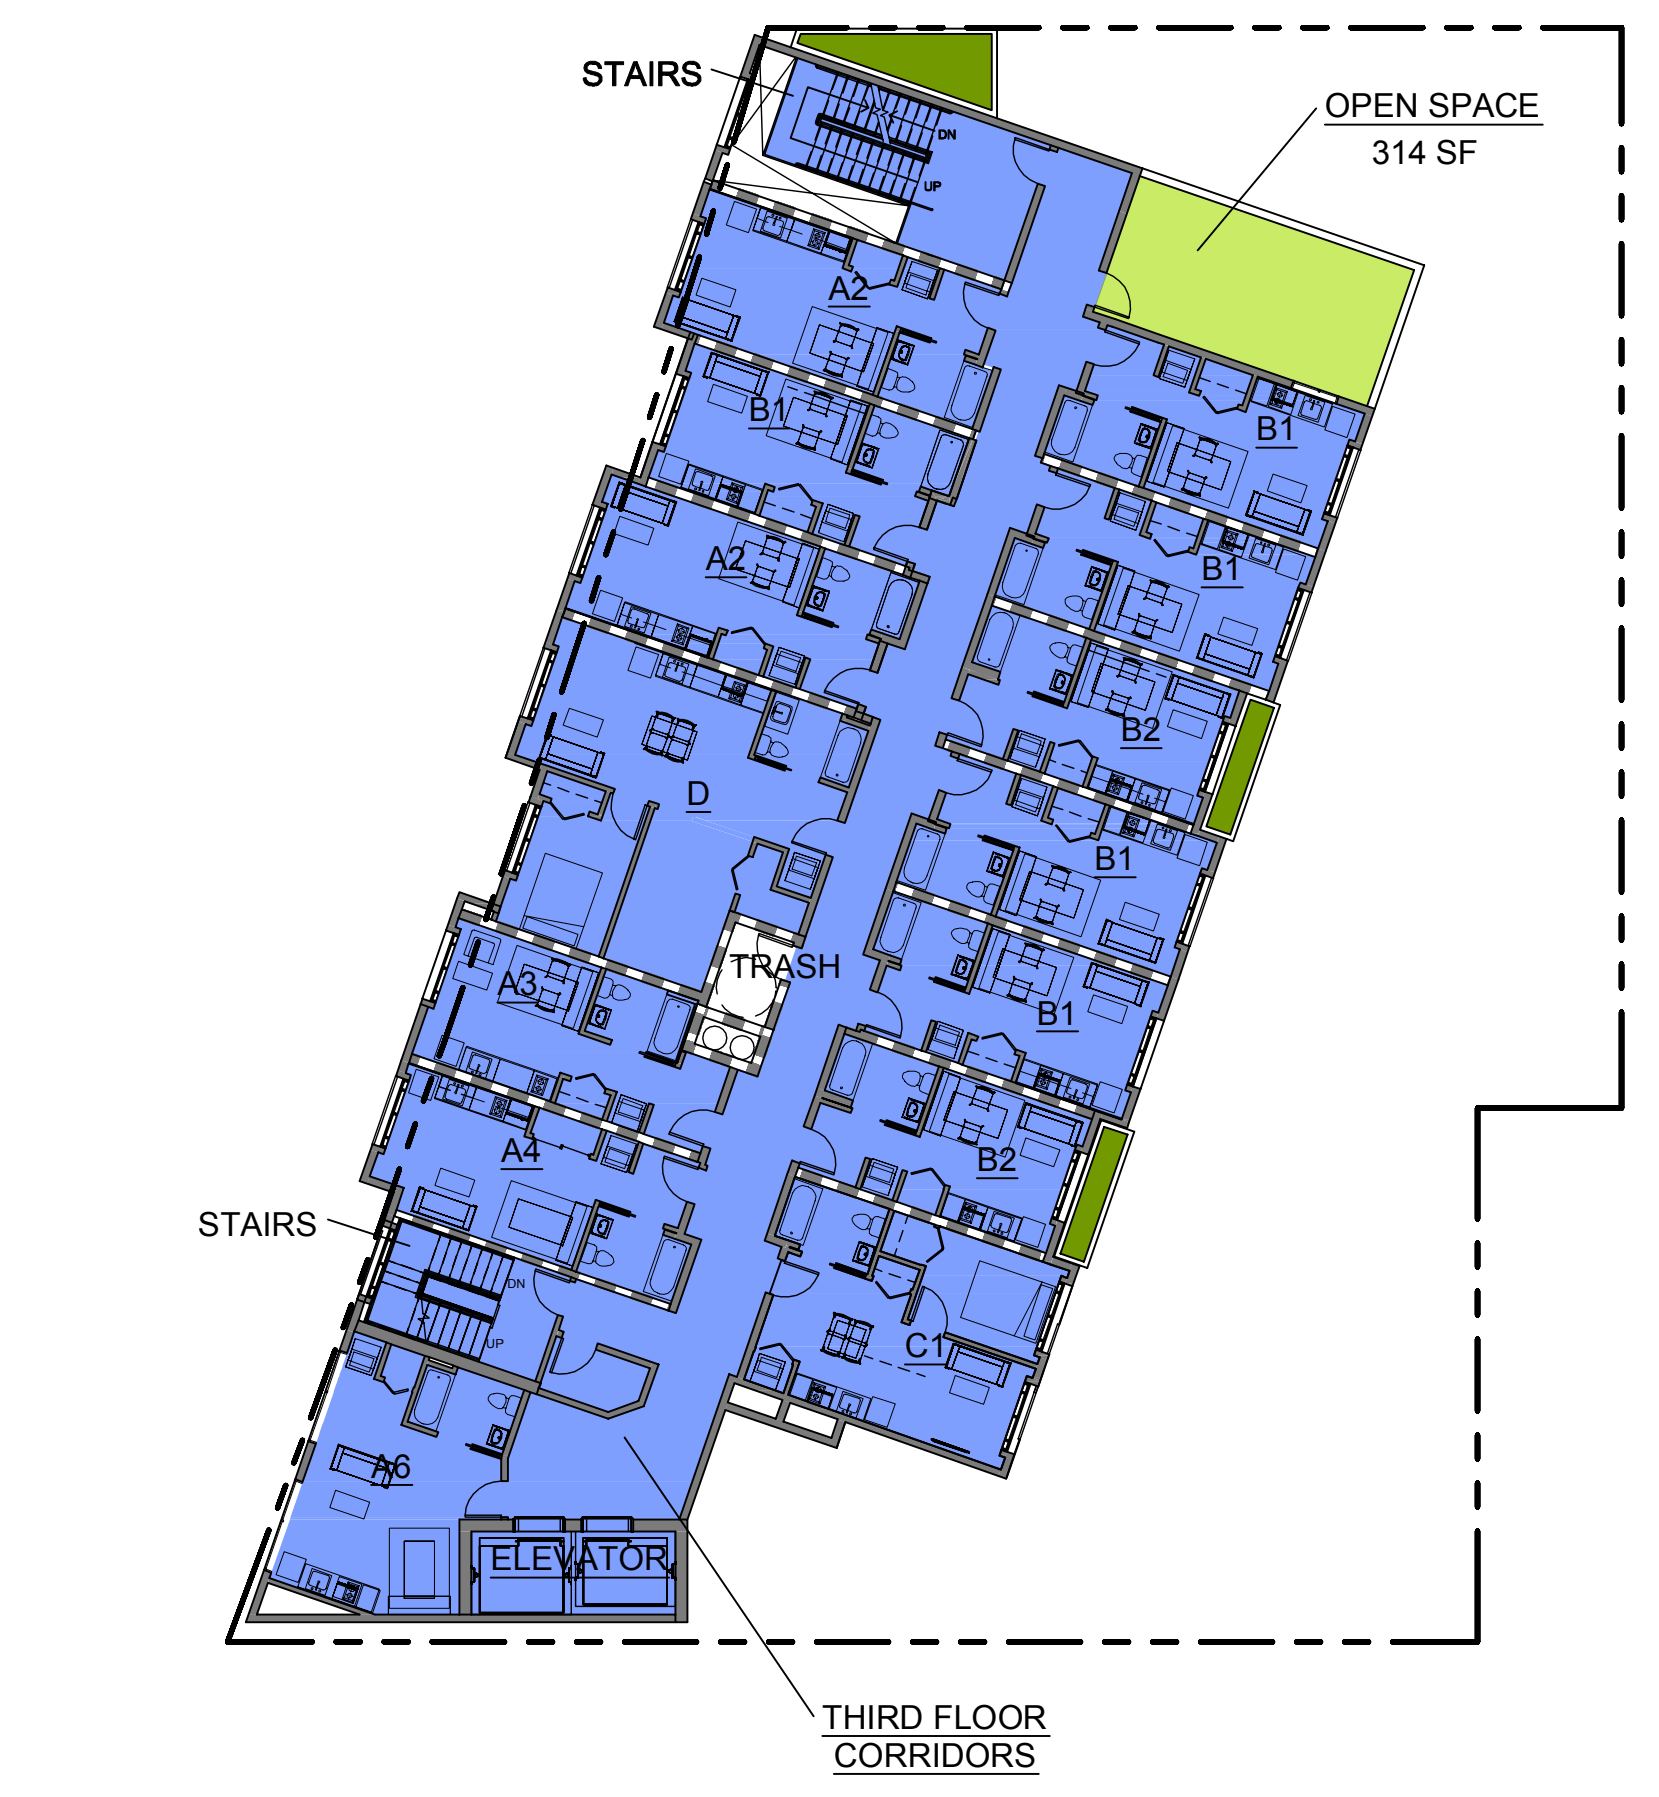 STAIRS
OPEN SPACE
314 SF
DN
UP
A2
B1
B1
A2
B1
B2
D
B1
TRASH
A3
B1
A4
B2
STAIRS
DN
UP
C1
A6
ELEVATOR
THIRD FLOOR
CORRIDORS